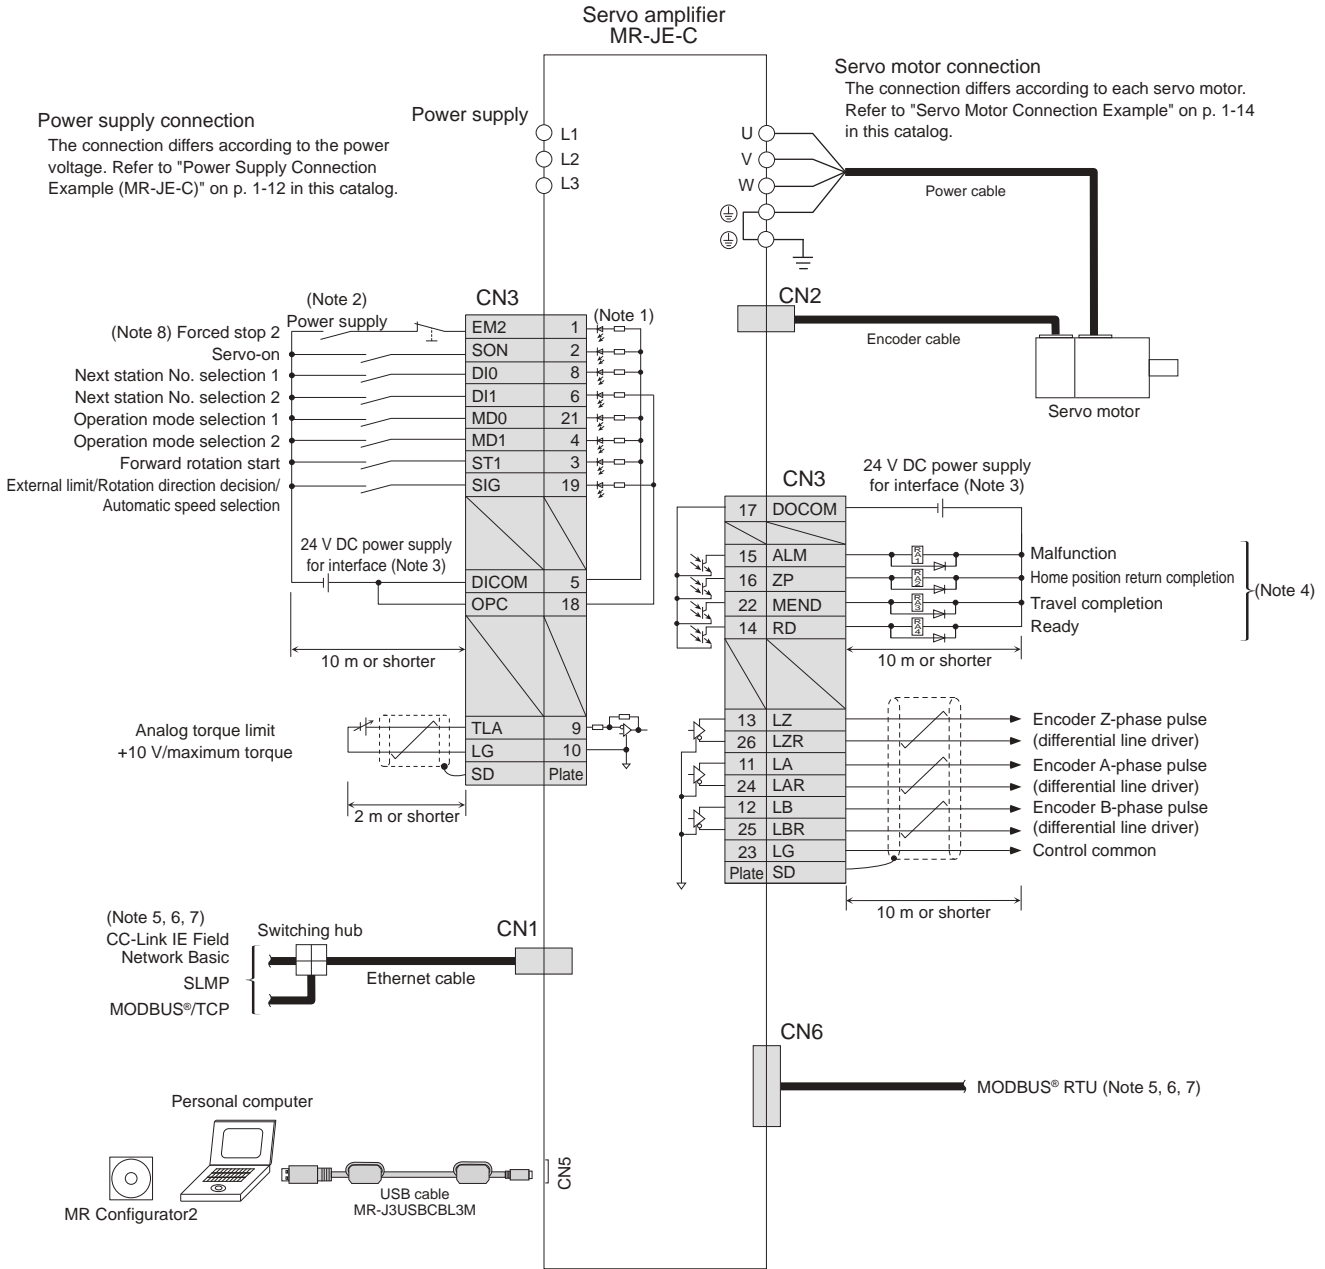 Servo amplifier
MR-JE-C
Servo motor connection
The connection differs according to each servo motor.
Refer to "Servo Motor Connection Example" on p. 1-14
in this catalog.
Power supply connection
The connection differs according to the power
voltage. Refer to "Power Supply Connection
Example (MR-JE-C)" on p. 1-12 in this catalog.
Power supply
L1
L2
L3
U
V
W
Power cable
CN2
Encoder cable
Servo motor
CN3
(Note 1)
(Note 2)
Power supply
(Note 8) Forced stop 2
EM2 1
Servo-on
SON 2
Next station No. selection 1
DI0 8
Next station No. selection 2
DI1 6
Operation mode selection 1
MD0 21
Operation mode selection 2
MD1 4
Forward rotation start
ST1 3
External limit/Rotation direction decision/
Automatic speed selection
SIG 19
24 V DC power supply
for interface (Note 3)
DICOM 5
OPC 18
10 m or shorter
Analog torque limit
+10 V/maximum torque
TLA 9
LG 10
SD Plate
2 m or shorter
CN3
24 V DC power supply
for interface (Note 3)
17 DOCOM
15 ALM
RA1
Malfunction
16 ZP
RA2
Home position return completion
22 MEND
RA3
Travel completion
14 RD
RA4
Ready
(Note 4)
10 m or shorter
13 LZ
Encoder Z-phase pulse
26 LZR
(differential line driver)
11 LA
Encoder A-phase pulse
24 LAR
(differential line driver)
12 LB
Encoder B-phase pulse
25 LBR
(differential line driver)
23 LG
Control common
Plate SD
10 m or shorter
(Note 5, 6, 7)
CC-Link IE Field
Network Basic
SLMP
MODBUS®/TCP
Switching hub
Ethernet cable
CN1
CN6
MODBUS® RTU (Note 5, 6, 7)
Personal computer
MR Configurator2
USB cable
MR-J3USBCBL3M
CN5